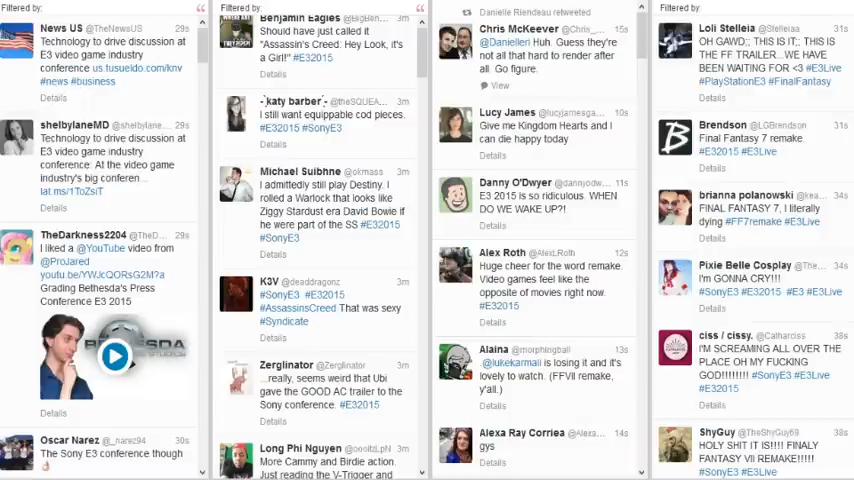 Filtered by:
News US @TheNewsUS 29s
Technology to drive discussion at
E3 video game industry
conference us.tusueldo.com/knv
#news #business
Details
shelbylaneMD @shelbylane... 29s
Technology to drive discussion at
E3 video game industry
conference: At the video game
industry's big conferen...
lat.ms/1ToZsiT
Details
TheDarkness2204 @TheD... 29s
I liked a @YouTube video from
@ProJared
youtu.be/YWJcQORsG2M?a
Grading Bethesda's Press
Conference E3 2015
BETHESDA
Details
Oscar Narez @_narez94 30s
The Sony E3 conference though
Filtered by:
Benjamin Eagles @BigBen... 
Should have just called it
"Assassin's Creed: Hey Look, it's
a Girl!" #E32015
Details
-katy barber- @theSQUEA... 3m
I still want equippable cod pieces.
#E32015 #SonyE3
Details
Michael Suibhne @okmass 3m
I admittedly still play Destiny. I
rolled a Warlock that looks like
Ziggy Stardust era David Bowie if
he were part of the SS #E32015
#SonyE3
Details
K3V @deaddragonz 3m
#SonyE3 #E32015
#AssassinsCreed That was sexy
#Syndicate
Details
Zerglinator @Zerglinator 3m
...really, seems weird that Ubi
gave the GOOD AC trailer to the
Sony conference. #E32015
Details
Long Phi Nguyen @oooitzLpN 3m
More Cammy and Birdie action.
Just reading the V-Trigger and
Danielle Riendeau retweeted
Chris McKeever @Chris_... 15s
@Danielleri Huh. Guess they're
not all that hard to render after
all. Go figure.
View
Lucy James @lucyjamesga... 10s
Give me Kingdom Hearts and I
can die happy today
Details
Danny O'Dwyer @dannyodw... 11s
E3 2015 is so ridiculous. WHEN
DO WE WAKE UP?!
Details
Alex Roth @AlexLRoth 12s
Huge cheer for the word remake.
Video games feel like the
opposite of movies right now.
#E32015
Details
Alaina @morphingball 13s
.@lukekarmali is losing it and it's
lovely to watch. (FFVII remake,
y'all.)
Details
Alexa Ray Corriea @Alexa... 14s
gys
Details
Filtered by:
Loli Stelleia @Stelleiaa 31s
OH GAWD;; THIS IS IT;; THIS IS
THE FF TRAILER...WE HAVE
BEEN WAITING FOR <3 #E3Live
#PlayStationE3 #FinalFantasy
Details
Brendson @LGBrendson 31s
Final Fantasy 7 remake.
#E32015 #E3Live
Details
brianna polanowski @kea... 34s
FINAL FANTASY 7, I literally
dying #FF7remake #E3Live
Details
Pixie Belle Cosplay @The... 34s
I'm GONNA CRY!!!
#SonyE3 #E32015 #E3 #E3Live
Details
ciss / cissy. @Catharciss 38s
I'M SCREAMING ALL OVER THE
PLACE OH MY FUCKING
GOD!!!!!!!! #SonyE3 #E3Live
#E32015
Details
ShyGuy @TheShyGuy69 38s
HOLY SHIT IT IS!!!! FINALY
FANTASY VII REMAKE!!!!!
#SonyE3 #E3Live